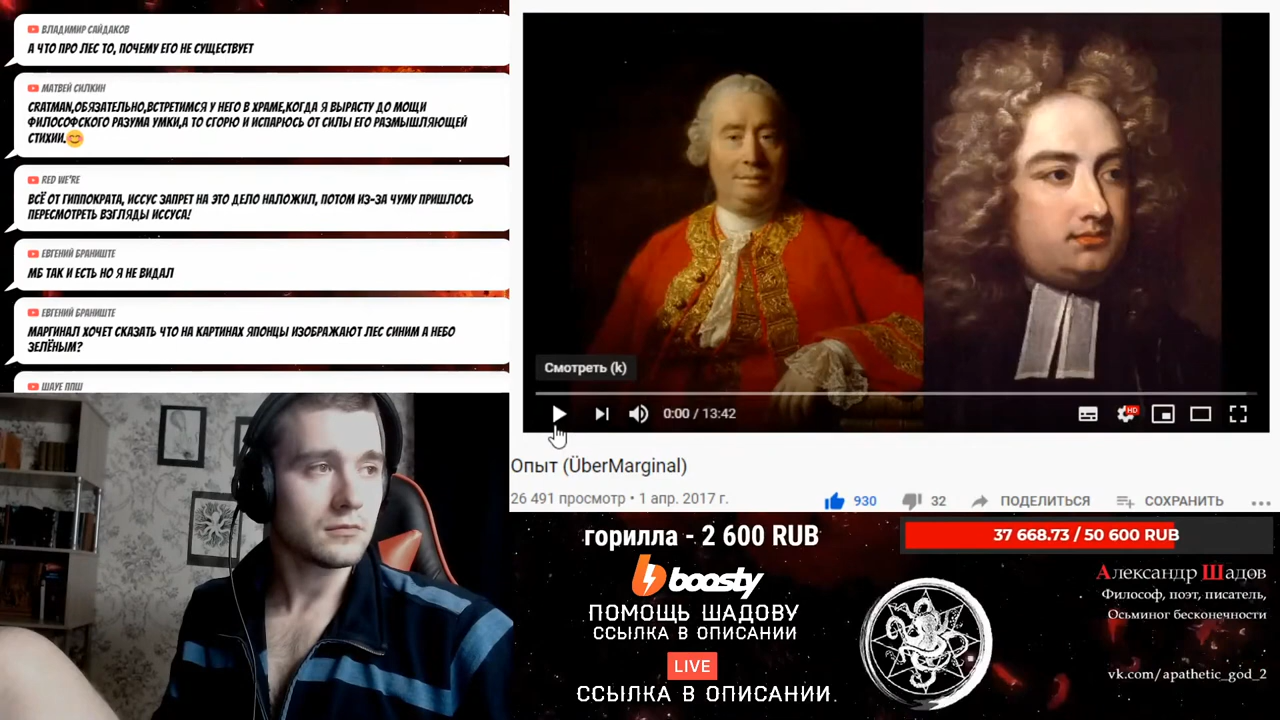 ВЛАДИМИР САЙДАКОВ
А ЧТО ПРО ЛЕС ТО, ПОЧЕМУ ЕГО НЕ СУЩЕСТВУЕТ
МАТВЕЙ СИЛКИН
CRATMAN,ОБЯЗАТЕЛЬНО,ВСТРЕТИМСЯ У НЕГО В ХРАМЕ,КОГДА Я ВЫРАСТУ ДО МОЩИ
ФИЛОСОФСКОГО РАЗУМА УМКИ,А ТО СГОРЮ И ИСПАРЮСЬ ОТ СИЛЫ ЕГО РАЗМЫШЛЯЮЩЕЙ
СТИХИИ.😊
RED WE'RE
ВСЁ ОТ ГИППОКРАТА, ИССУС ЗАПРЕТ НА ЭТО ДЕЛО НАЛОЖИЛ, ПОТОМ ИЗ-ЗА ЧУМУ ПРИШЛОСЬ
ПЕРЕСМОТРЕТЬ ВЗГЛЯДЫ ИССУСА!
ЕВГЕНИЙ БРАНИШТЕ
МБ ТАК И ЕСТЬ НО Я НЕ ВИДАЛ
ЕВГЕНИЙ БРАНИШТЕ
МАРГИНАЛ ХОЧЕТ СКАЗАТЬ ЧТО НА КАРТИНАХ ЯПОНЦЫ ИЗОБРАЖАЮТ ЛЕС СИНИМ А НЕБО
ЗЕЛЁНЫМ?
ШАУЕ ППШ
Смотреть (k)
0:00 / 13:42
HD
Опыт (ÜberMarginal)
26 491 просмотр • 1 апр. 2017 г.
930
32
ПОДЕЛИТЬСЯ
СОХРАНИТЬ
горилла - 2 600 RUB
boosty
ПОМОЩЬ ШАДОВУ
ССЫЛКА В ОПИСАНИИ
LIVE
ССЫЛКА В ОПИСАНИИ.
37 668.73 / 50 600 RUB
Александр Шадов
Философ, поэт, писатель,
Осьминог бесконечности
vk.com/apathetic_god_2